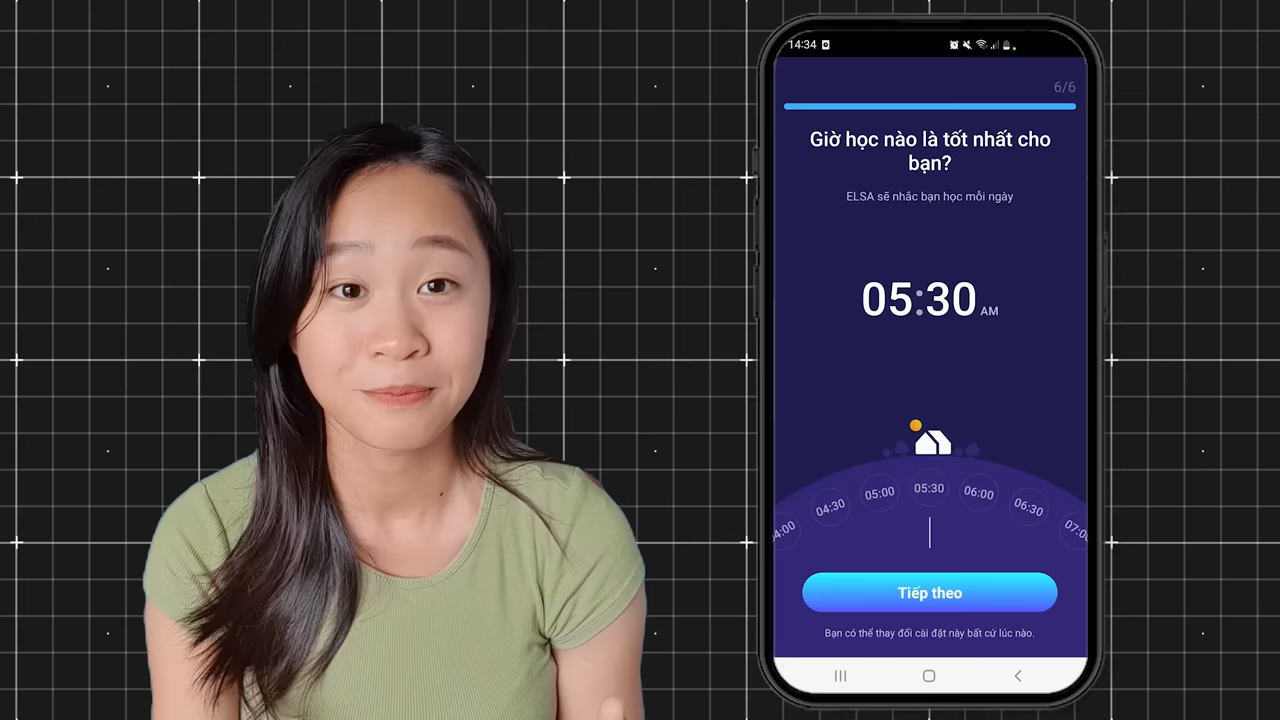 14:34
6/6
Giờ học nào là tốt nhất cho
bạn?
ELSA sẽ nhắc bạn học mỗi ngày
05:30 AM
04:30 05:00 05:30 06:00 06:30
Tiếp theo
Bạn có thể thay đổi cài đặt này bất cứ lúc nào.